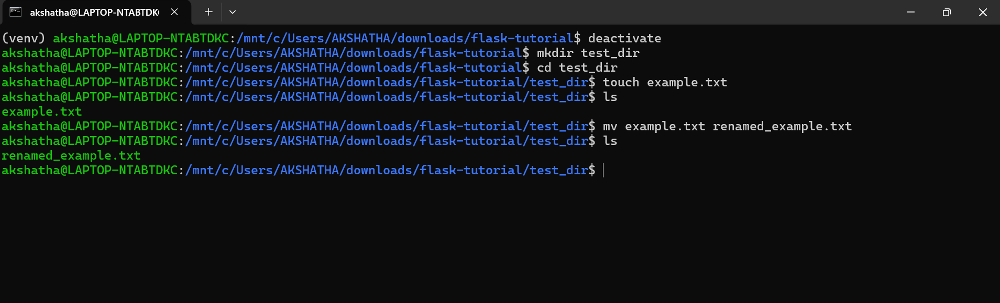 akshatha@LAPTOP-NTABTDK
(venv) akshatha@LAPTOP-NTABTDKC:/mnt/c/Users/AKSHATHA/downloads/flask-tutorial$ deactivate
akshatha@LAPTOP-NTABTDKC:/mnt/c/Users/AKSHATHA/downloads/flask-tutorial$ mkdir test_dir
akshatha@LAPTOP-NTABTDKC:/mnt/c/Users/AKSHATHA/downloads/flask-tutorial$ cd test_dir
akshatha@LAPTOP-NTABTDKC:/mnt/c/Users/AKSHATHA/downloads/flask-tutorial/test_dir$ touch example.txt
akshatha@LAPTOP-NTABTDKC:/mnt/c/Users/AKSHATHA/downloads/flask-tutorial/test_dir$ ls
example.txt
akshatha@LAPTOP-NTABTDKC:/mnt/c/Users/AKSHATHA/downloads/flask-tutorial/test_dir$ mv example.txt renamed_example.txt
akshatha@LAPTOP-NTABTDKC:/mnt/c/Users/AKSHATHA/downloads/flask-tutorial/test_dir$ ls
renamed_example.txt
akshatha@LAPTOP-NTABTDKC:/mnt/c/Users/AKSHATHA/downloads/flask-tutorial/test_dir$